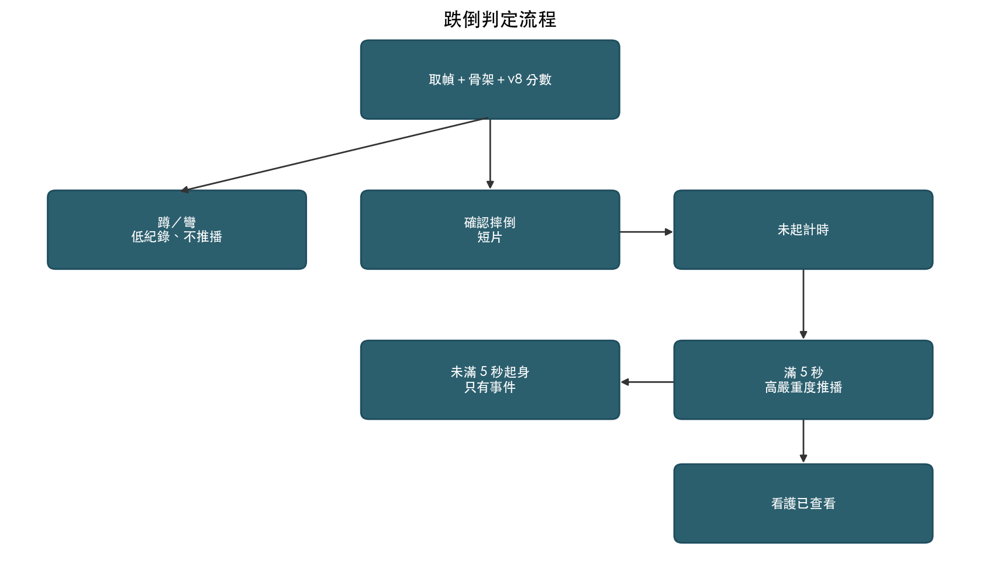 跌倒判定流程
取幀＋骨架＋v8 分數
蹲／彎
低紀錄、不推播
確認摔倒
短片
未起計時
未滿 5 秒起身
只有事件
滿 5 秒
高嚴重度推播
看護已查看